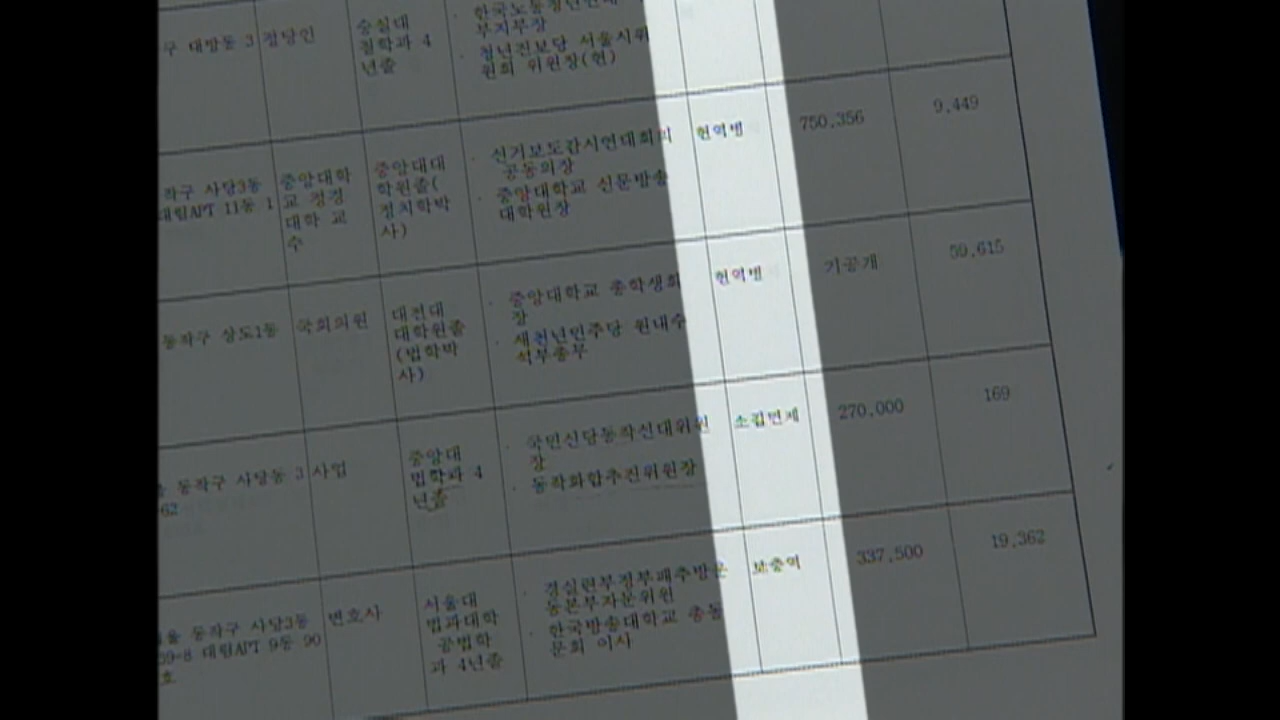 구 대방동 3 정당인 숭실대
철학과 4
년졸
부지부장
청년진보당 서울시위
원회 위원장(현)
작구 사당3동
대림APT 11동 1
중앙대학
교 정경
대학 교
수
중앙대대
학원졸(
정치학박
사)
선거보도감시연대회의
공동의장
중앙대학교 신문방송
대학원장
현역병
750,356
9,449
동작구 상도1동
국회의원
대전대
대학원졸
(법학박
사)
중앙대학교 총학생회
장
새천년민주당 원내수
석부총무
현역병
기공개
59,615
동작구 사당동 3
62
사업
중앙대
법학과 4
년졸
국민신당동작신대위원
장
동작화합추진위원장
소집면제
270,000
169
서울 동작구 사당3동
대림APT 9동 90
호
변호사
서울대
법과대학
공법학
과 4년졸
경실련부정부패추방운
동본부자문위원
한국방송대학교 총동
문회 이사
보충역
337,500
19,362